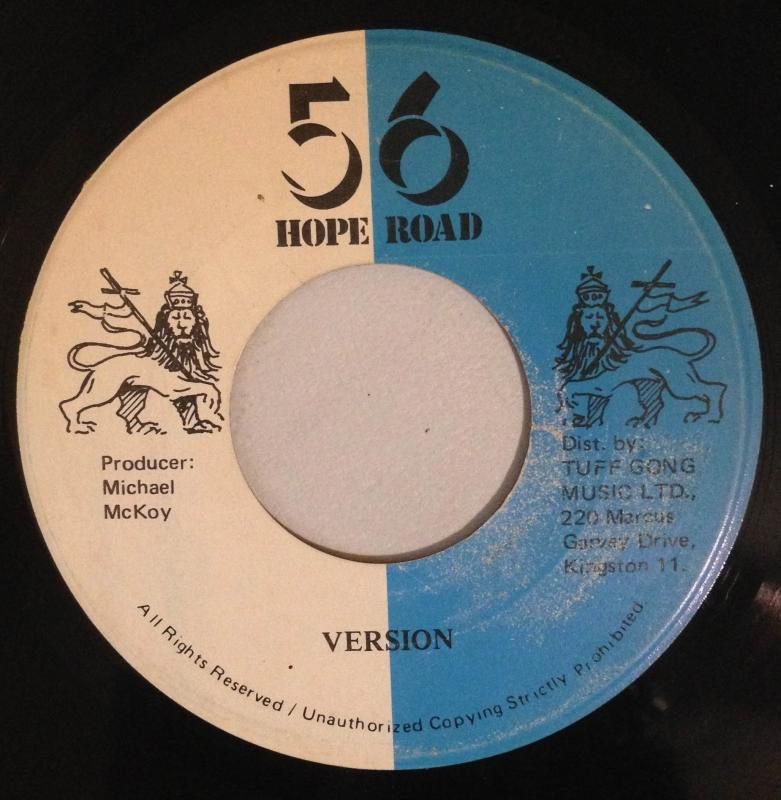 56
HOPE ROAD
Producer:
Michael
McKoy
Dist. by:
TUFF GONG
MUSIC LTD.,
220 Marcus
Garvey Drive,
Kingston 11.
VERSION
All Rights Reserved / Unauthorized Copying Strictly Prohibited.